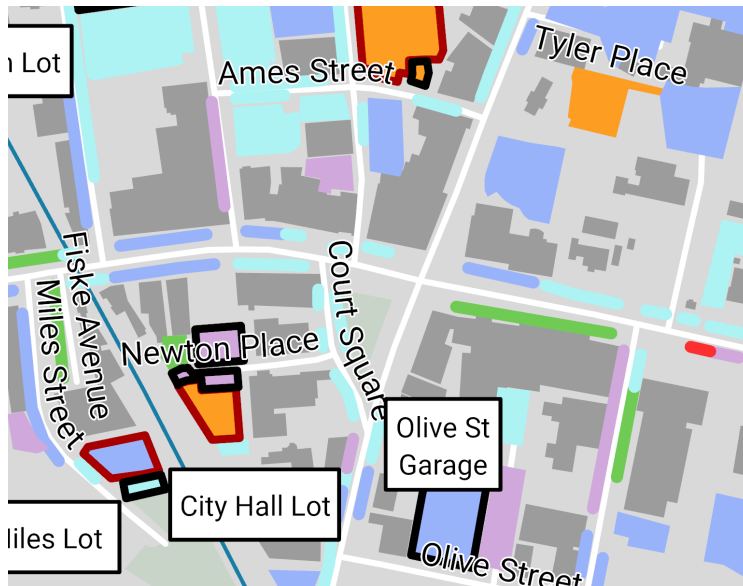 Lot
Ames Street
Tyler Place
Fiske Avenue
Miles Street
Court Square
Newton Place
Olive St
Garage
City Hall Lot
Miles Lot
Olive Street